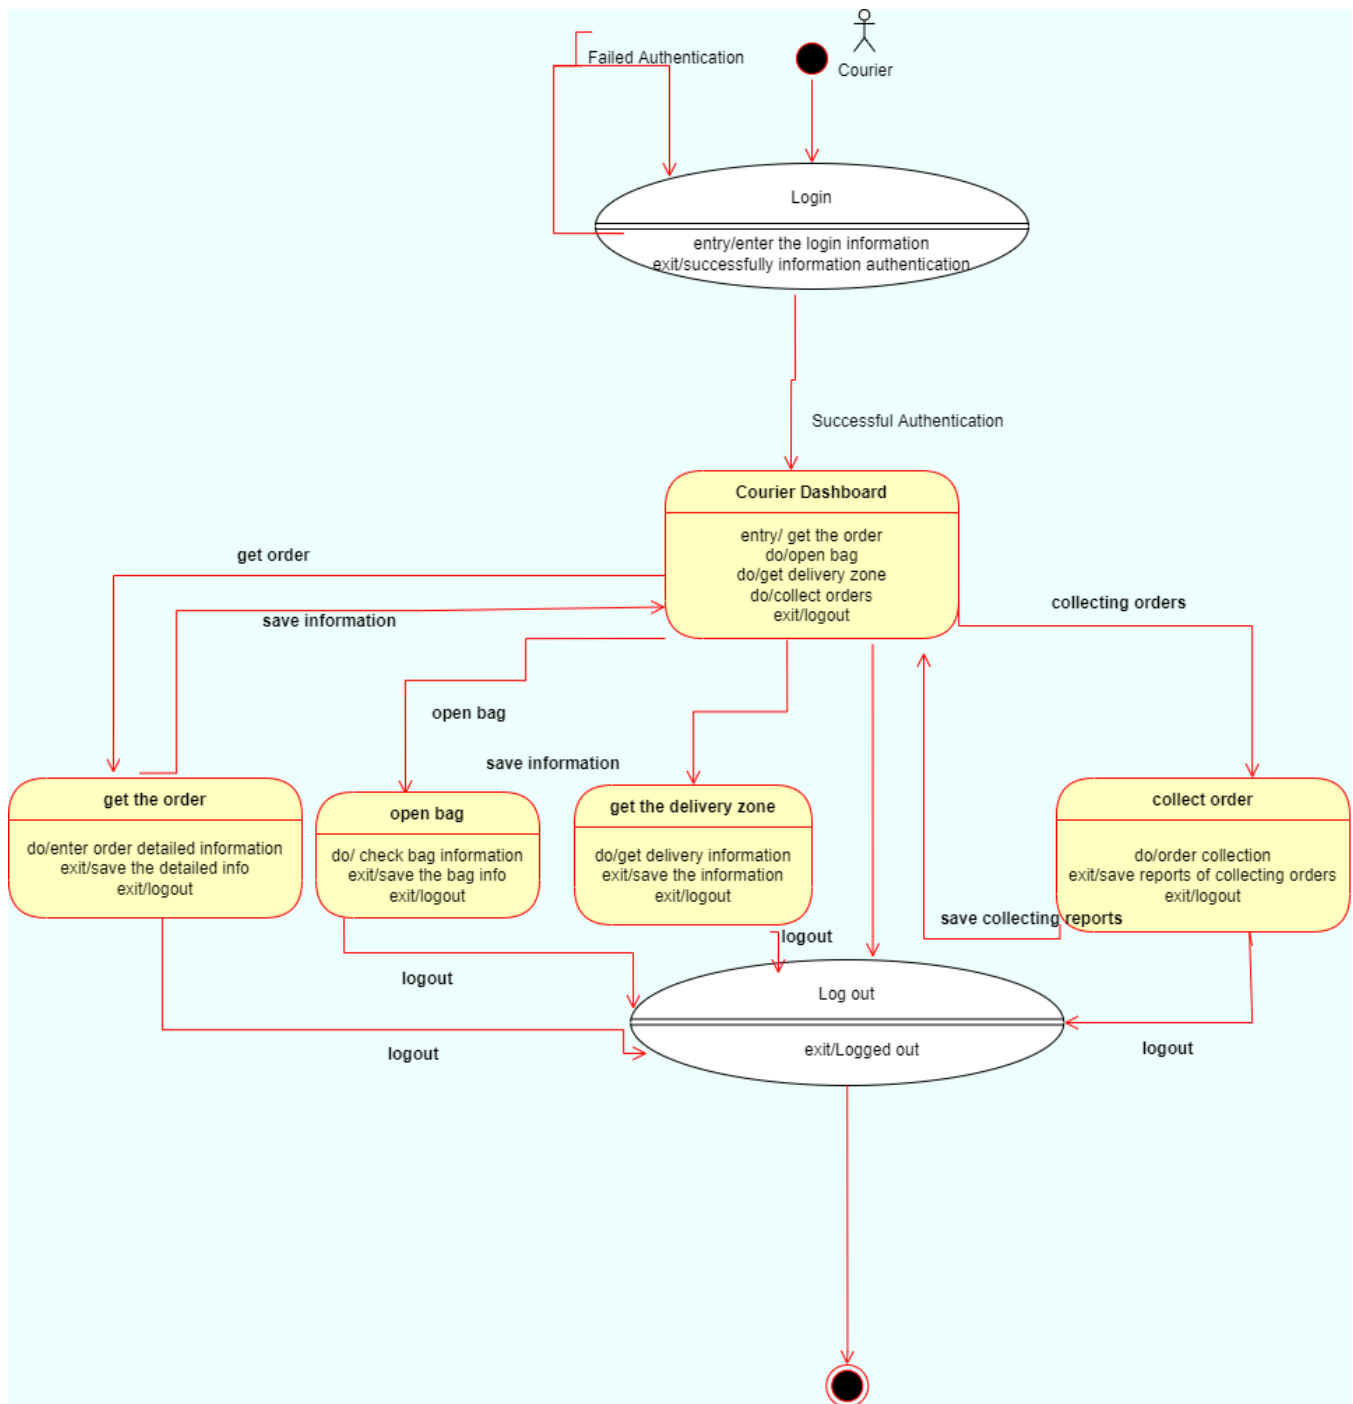 Failed Authentication
Courier
Login
entry/enter the login information
exit/successfully information authentication
Successful Authentication
Courier Dashboard
entry/ get the order
do/open bag
do/get delivery zone
do/collect orders
exit/logout
get order
save information
collecting orders
open bag
save information
get the order
do/enter order detailed information
exit/save the detailed info
exit/logout
open bag
do/ check bag information
exit/save the bag info
exit/logout
get the delivery zone
do/get delivery information
exit/save the information
exit/logout
collect order
do/order collection
exit/save reports of collecting orders
exit/logout
save collecting reports
logout
logout
Log out
exit/Logged out
logout
logout